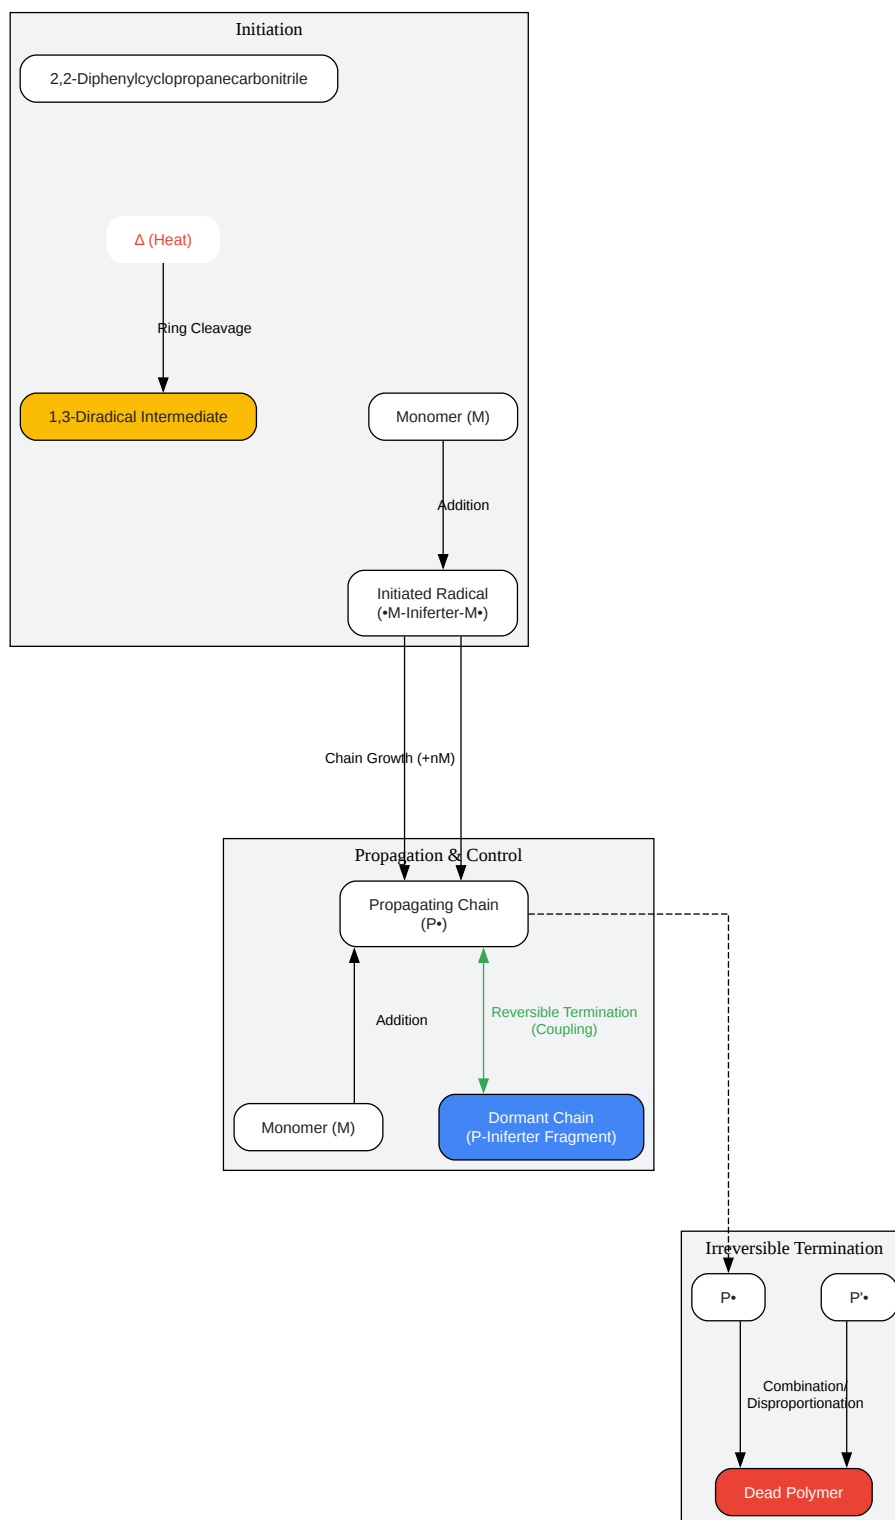 Initiation
2,2-Diphenylcyclopropanecarbonitrile
Δ (Heat)
Ring Cleavage
1,3-Diradical Intermediate
Monomer (M)
Addition
Initiated Radical
(•M-Iniferter-M•)
Chain Growth (+nM)
Propagation & Control
Propagating Chain
(P•)
Addition
Reversible Termination
(Coupling)
Monomer (M)
Dormant Chain
(P-Iniferter Fragment)
Irreversible Termination
P•
P'•
Combination/
Disproportionation
Dead Polymer